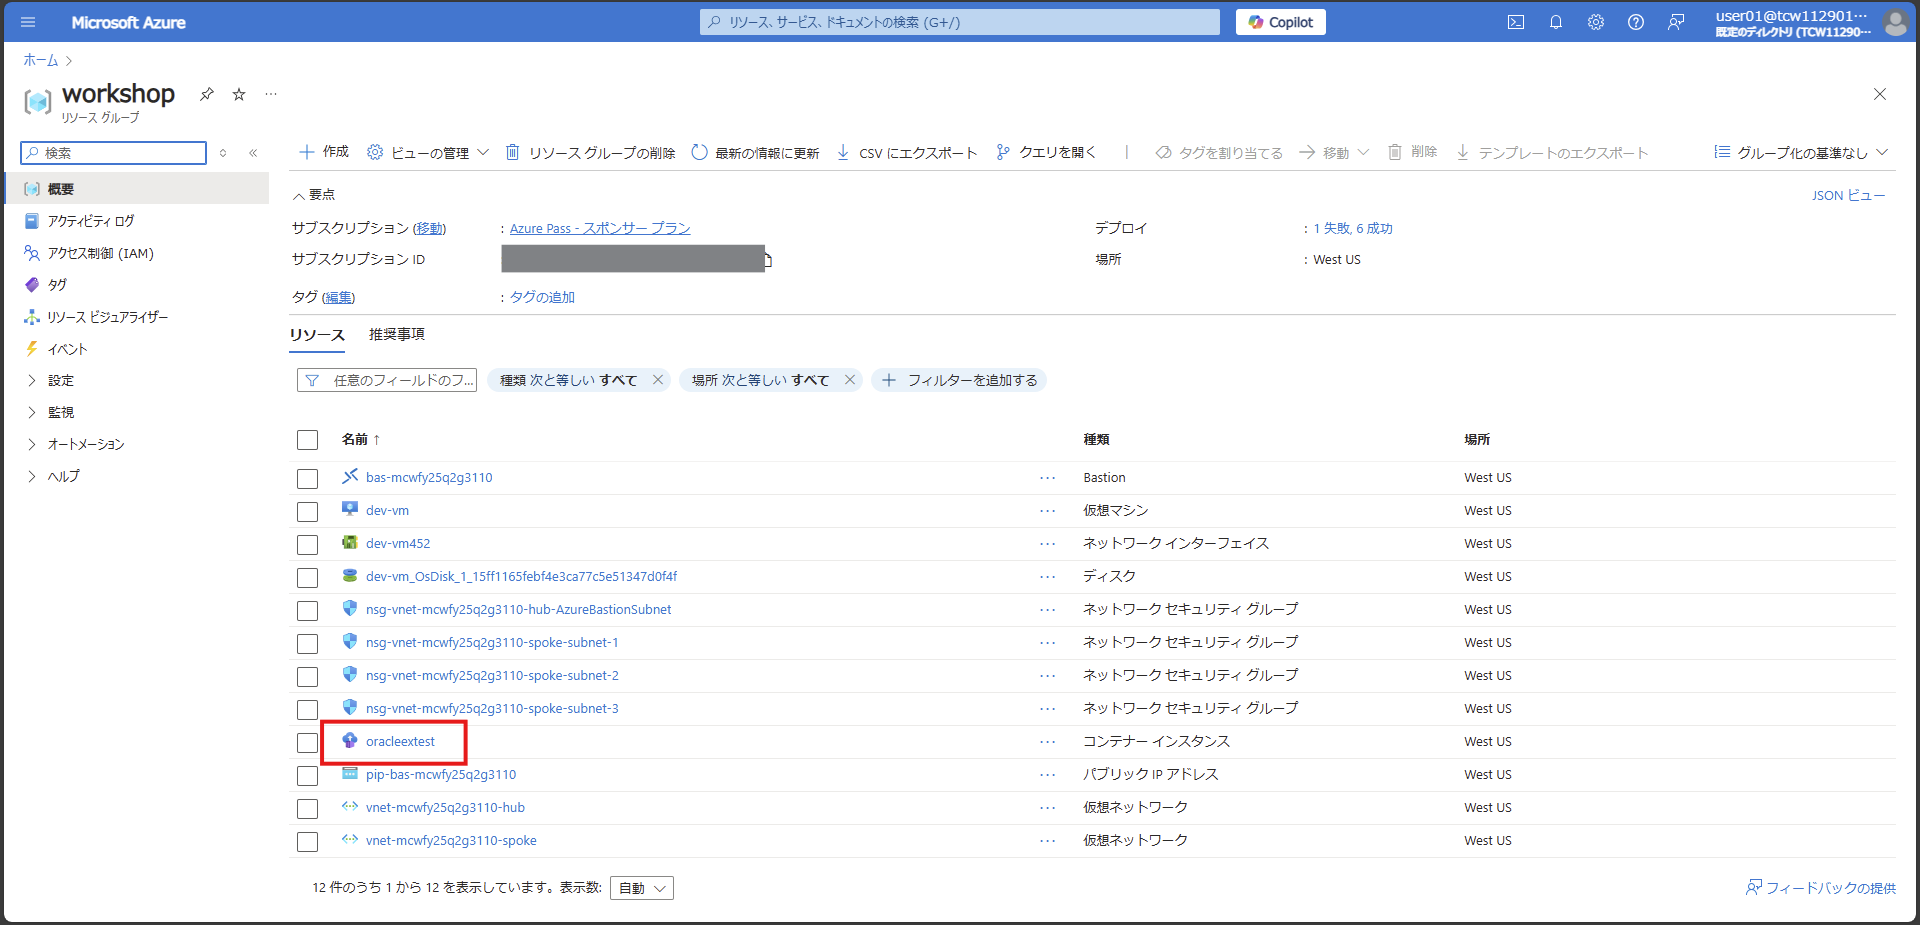 Microsoft Azure
リソース、サービス、ドキュメントの検索 (G+/)
Copilot
user01@tcw112901…
既定のディレクトリ (TCW11290…
ホーム
workshop
リソース グループ
検索
作成 ビューの管理 リソース グループの削除 最新の情報に更新 CSV にエクスポート クエリを開く タグを割り当てる 移動 削除 テンプレートのエクスポート グループ化の基準なし
概要
アクティビティ ログ
アクセス制御 (IAM)
タグ
リソース ビジュアライザー
イベント
設定
監視
オートメーション
ヘルプ
要点
JSON ビュー
サブスクリプション (移動) : Azure Pass - スポンサー プラン
サブスクリプション ID
タグ (編集) : タグの追加
デプロイ : 1 失敗, 6 成功
場所 : West US
リソース 推奨事項
任意のフィールドのフ... 種類 次と等しい すべて 場所 次と等しい すべて フィルターを追加する
名前 ↑ 種類 場所
bas-mcwfy25q2g3110 Bastion West US
dev-vm 仮想マシン West US
dev-vm452 ネットワーク インターフェイス West US
dev-vm_OsDisk_1_15ff1165febf4e3ca77c5e51347d0f4f ディスク West US
nsg-vnet-mcwfy25q2g3110-hub-AzureBastionSubnet ネットワーク セキュリティ グループ West US
nsg-vnet-mcwfy25q2g3110-spoke-subnet-1 ネットワーク セキュリティ グループ West US
nsg-vnet-mcwfy25q2g3110-spoke-subnet-2 ネットワーク セキュリティ グループ West US
nsg-vnet-mcwfy25q2g3110-spoke-subnet-3 ネットワーク セキュリティ グループ West US
oracleextest コンテナー インスタンス West US
pip-bas-mcwfy25q2g3110 パブリック IP アドレス West US
vnet-mcwfy25q2g3110-hub 仮想ネットワーク West US
vnet-mcwfy25q2g3110-spoke 仮想ネットワーク West US
12 件のうち 1 から 12 を表示しています。表示数: 自動
フィードバックの提供